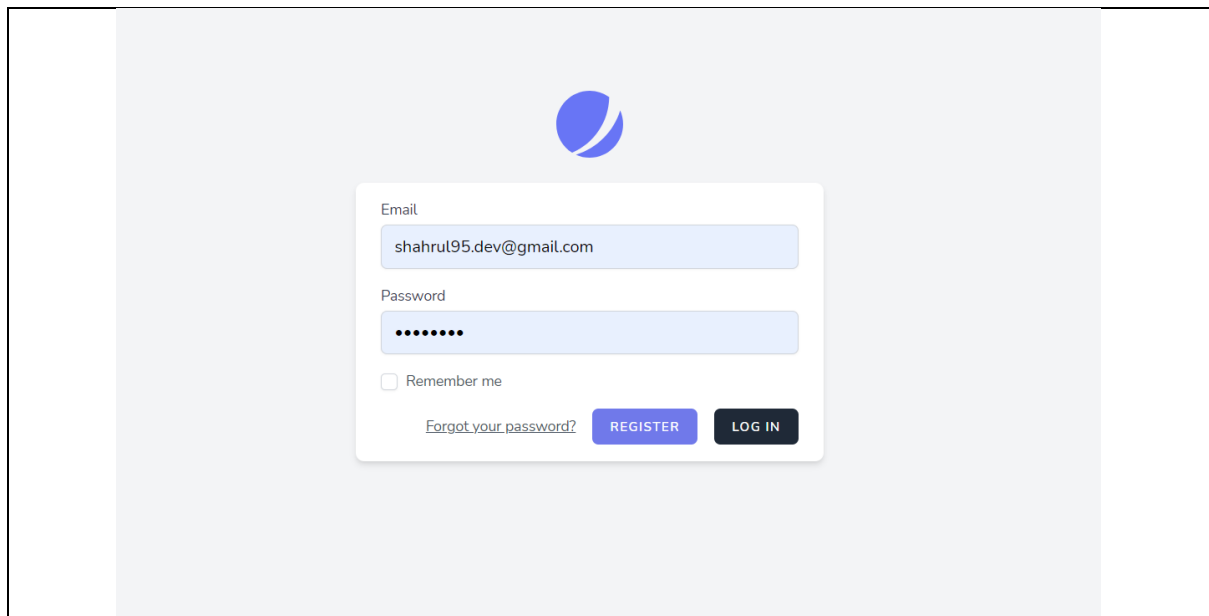 Email
shahrul95.dev@gmail.com
Password
••••••••
Remember me
Forgot your password? REGISTER LOG IN